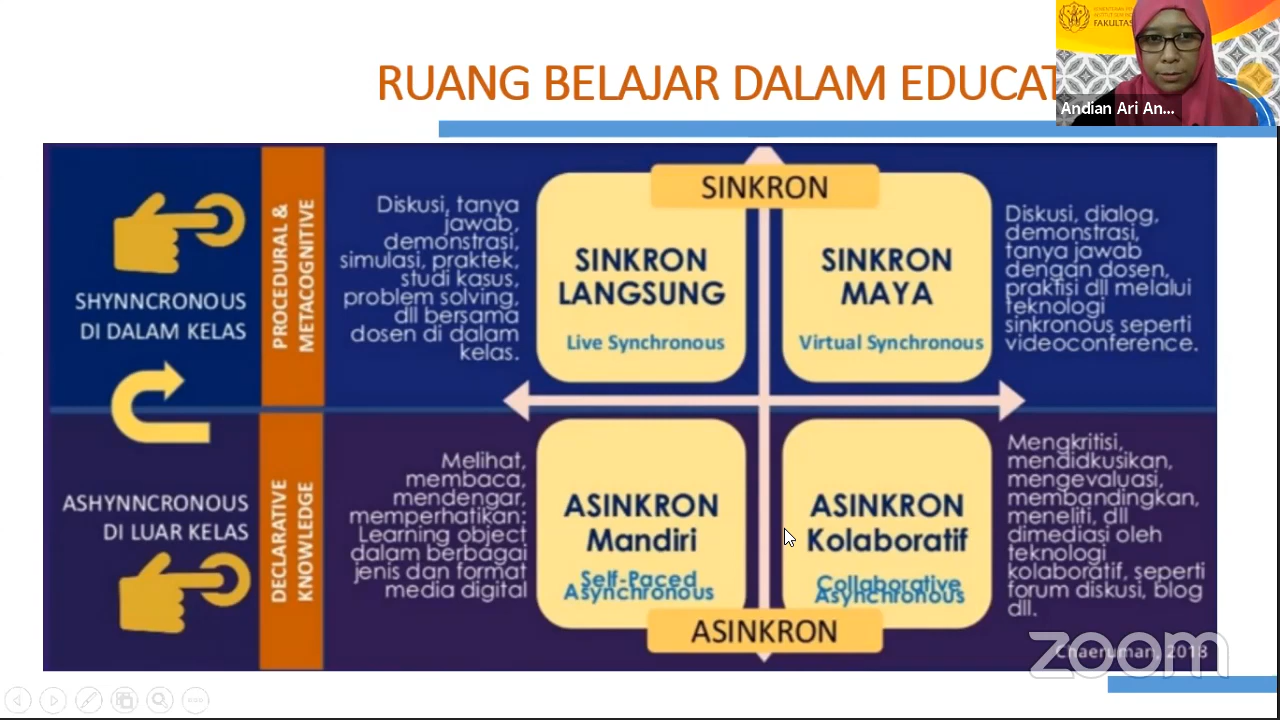 RUANG BELAJAR DALAM EDUCAT
FAKULTAS
Andian Ari An...
SHYNNCRONOUS
DI DALAM KELAS
PROCEDURAL &
METACOGNITIVE
Diskusi, tanya
jawab,
demonstrasi,
simulasi, praktek,
studi kasus,
problem solving,
dll bersama
dosen di dalam
kelas.
SINKRON
SINKRON
LANGSUNG
Live Synchronous
SINKRON
MAYA
Virtual Synchronous
Diskusi, dialog,
demonstrasi,
tanya jawab
dengan dosen,
praktisi dll melalui
teknologi
sinkronous seperti
videoconference.
ASHYNNCRONOUS
DI LUAR KELAS
DECLARATIVE
KNOWLEDGE
Melihat,
membaca,
mendengar,
memperhatikan:
Learning object
dalam berbagai
jenis dan format
media digital
ASINKRON
Mandiri
Self-Paced
Asynchronous
ASINKRON
Kolaboratif
Collaborative
Asynchronous
Mengkritisi,
mendidkusikan,
mengevaluasi,
membandingkan,
meneliti, dll
dimediasi oleh
teknologi
kolaboratif, seperti
forum diskusi, blog
dll.
ASINKRON
Chaeruman, 2018
zoom